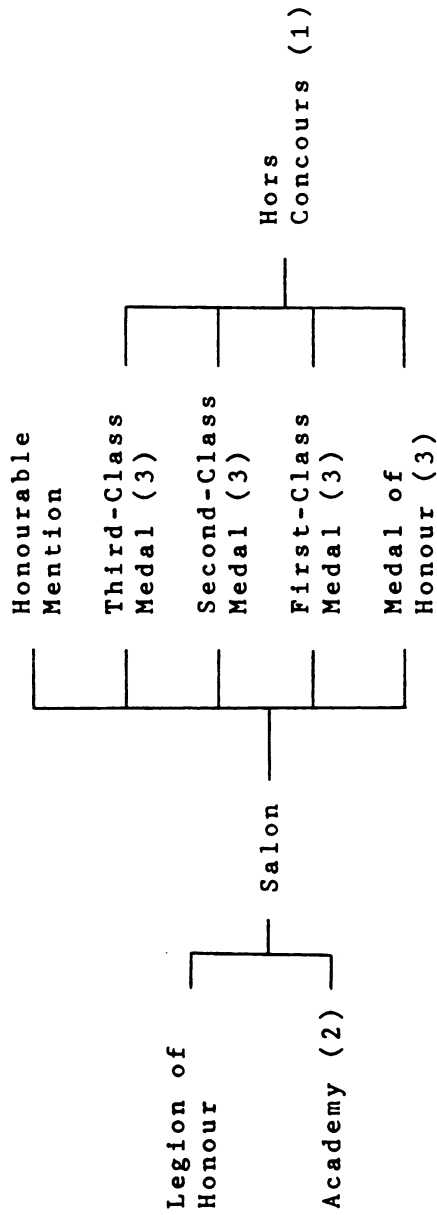 Legion of
Honour
Academy (2)
Salon
Honourable
Mention
Third-Class
Medal (3)
Second-Class
Medal (3)
First-Class
Medal (3)
Medal of
Honour (3)
Hors
Concours (1)